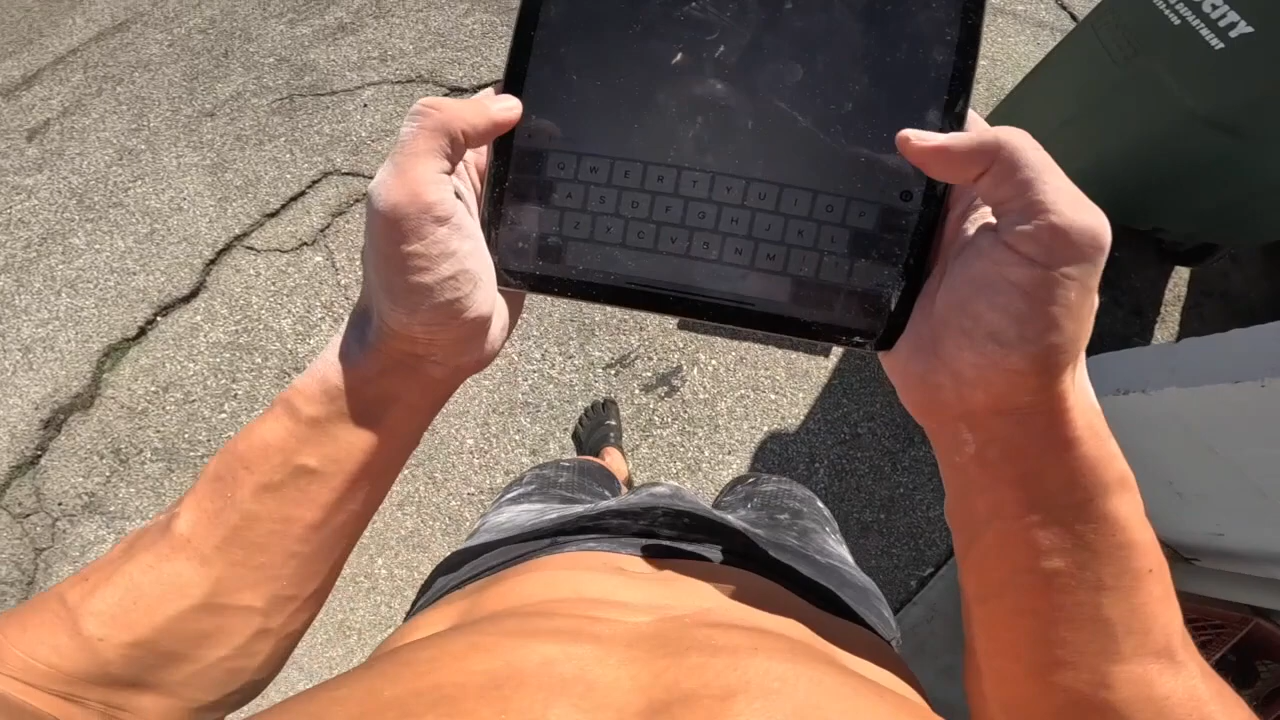 CITY
DEPARTMENT
Q W E R T Y U I O P
A S D F G H J K L
Z X C V B N M ! ?